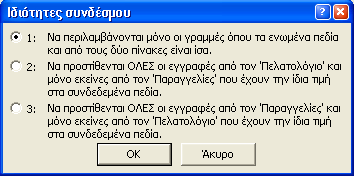 Ιδιότητες συνδέσμου
1: Να περιλαμβάνονται μόνο οι γραμμές όπου τα ενωμένα πεδία
και από τους δύο πίνακες είναι ίσα.
2: Να προστίθενται ΟΛΕΣ οι εγγραφές από τον 'Πελατολόγιο' και
μόνο εκείνες από τον 'Παραγγελίες' που έχουν την ίδια τιμή
στα συνδεδεμένα πεδία.
3: Να προστίθενται ΟΛΕΣ οι εγγραφές από τον 'Παραγγελίες' και
μόνο εκείνες από τον 'Πελατολόγιο' που έχουν την ίδια τιμή
στα συνδεδεμένα πεδία.
OK Άκυρο